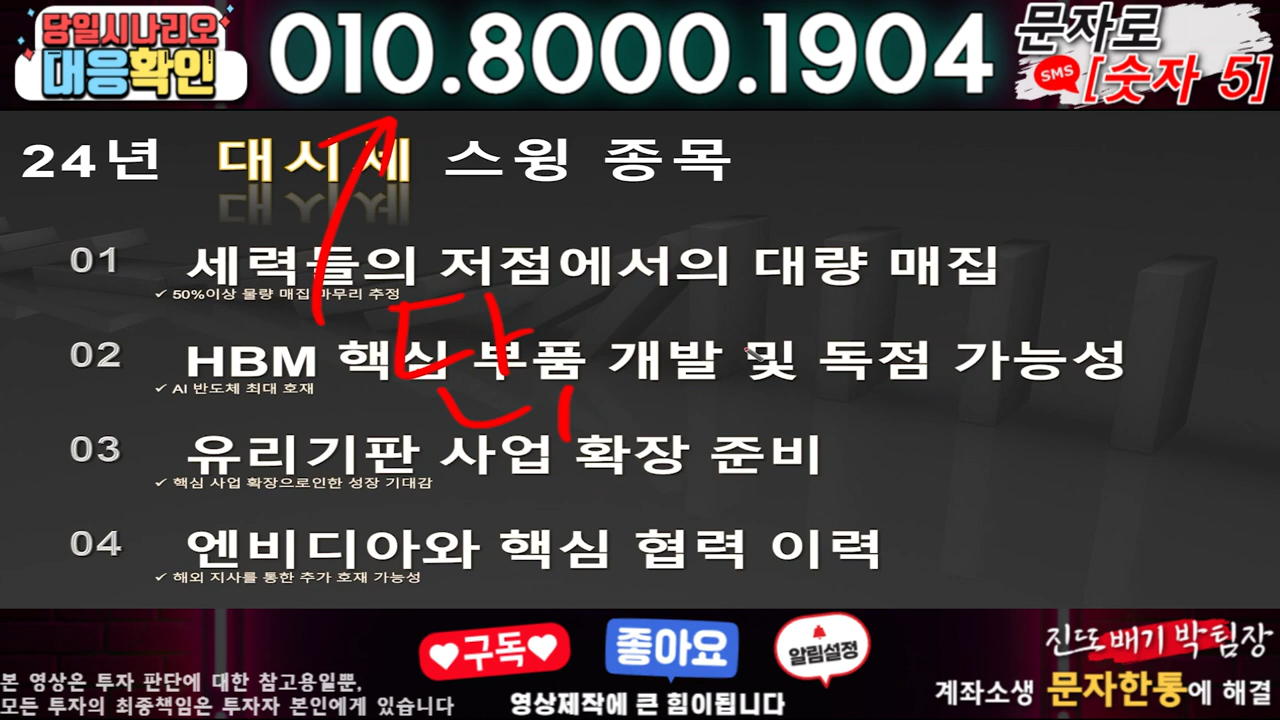 당일시나리오
대응확인
010.8000.1904
문자로
SMS
[숫자 5]
24년 대시세 스윙 종목
01 세력들의 저점에서의 대량 매집
✓ 50%이상 물량 매집 마무리 추정
02 HBM 핵심 부품 개발 및 독점 가능성
✓ AI 반도체 최대 호재
단
03 유리기판 사업 확장 준비
✓ 핵심 사업 확장으로인한 성장 기대감
04 엔비디아와 핵심 협력 이력
✓ 해외 지사를 통한 추가 호재 가능성
구독
좋아요
알림설정
영상제작에 큰 힘이됩니다
본 영상은 투자 판단에 대한 참고용일뿐,
모든 투자의 최종책임은 투자자 본인에게 있습니다
진또배기 박팀장
계좌소생 문자한통에 해결